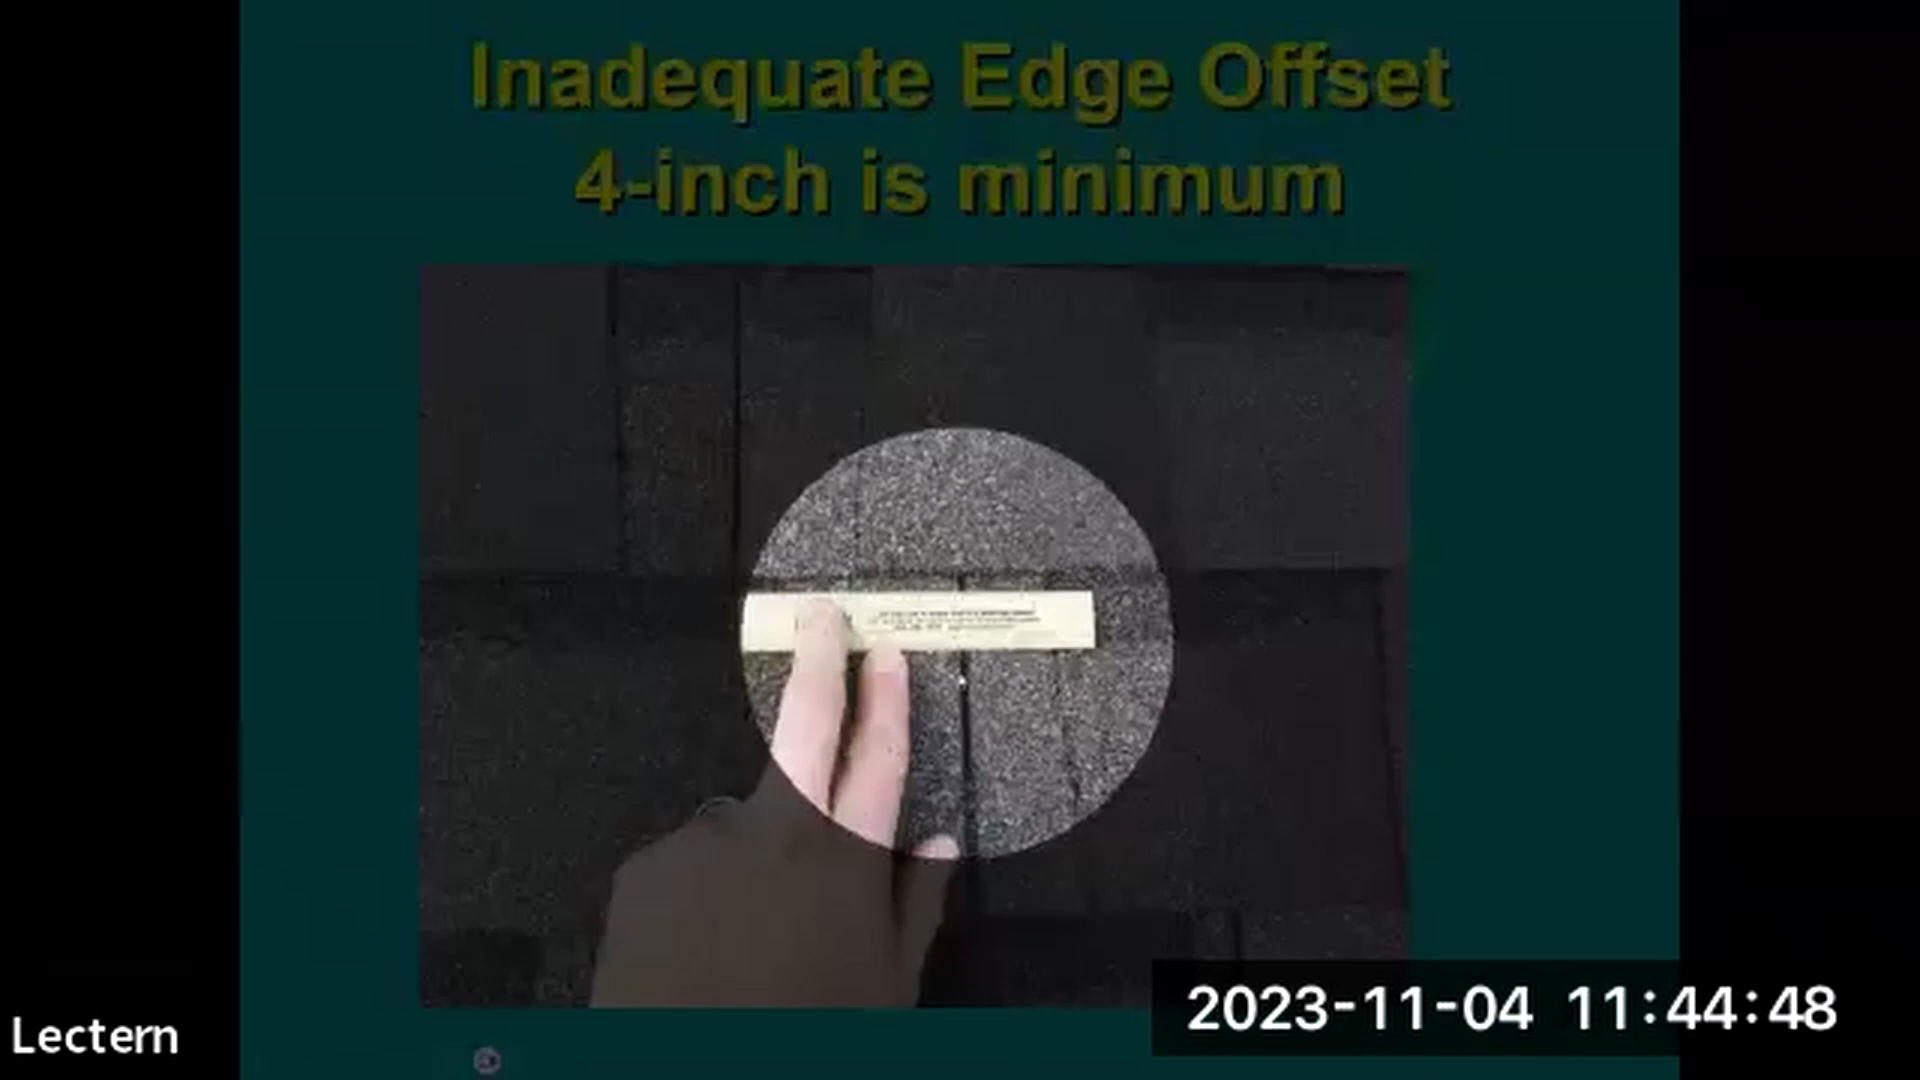 Inadequate Edge Offset
4-inch is minimum
Lectern
2023-11-04 11:44:48